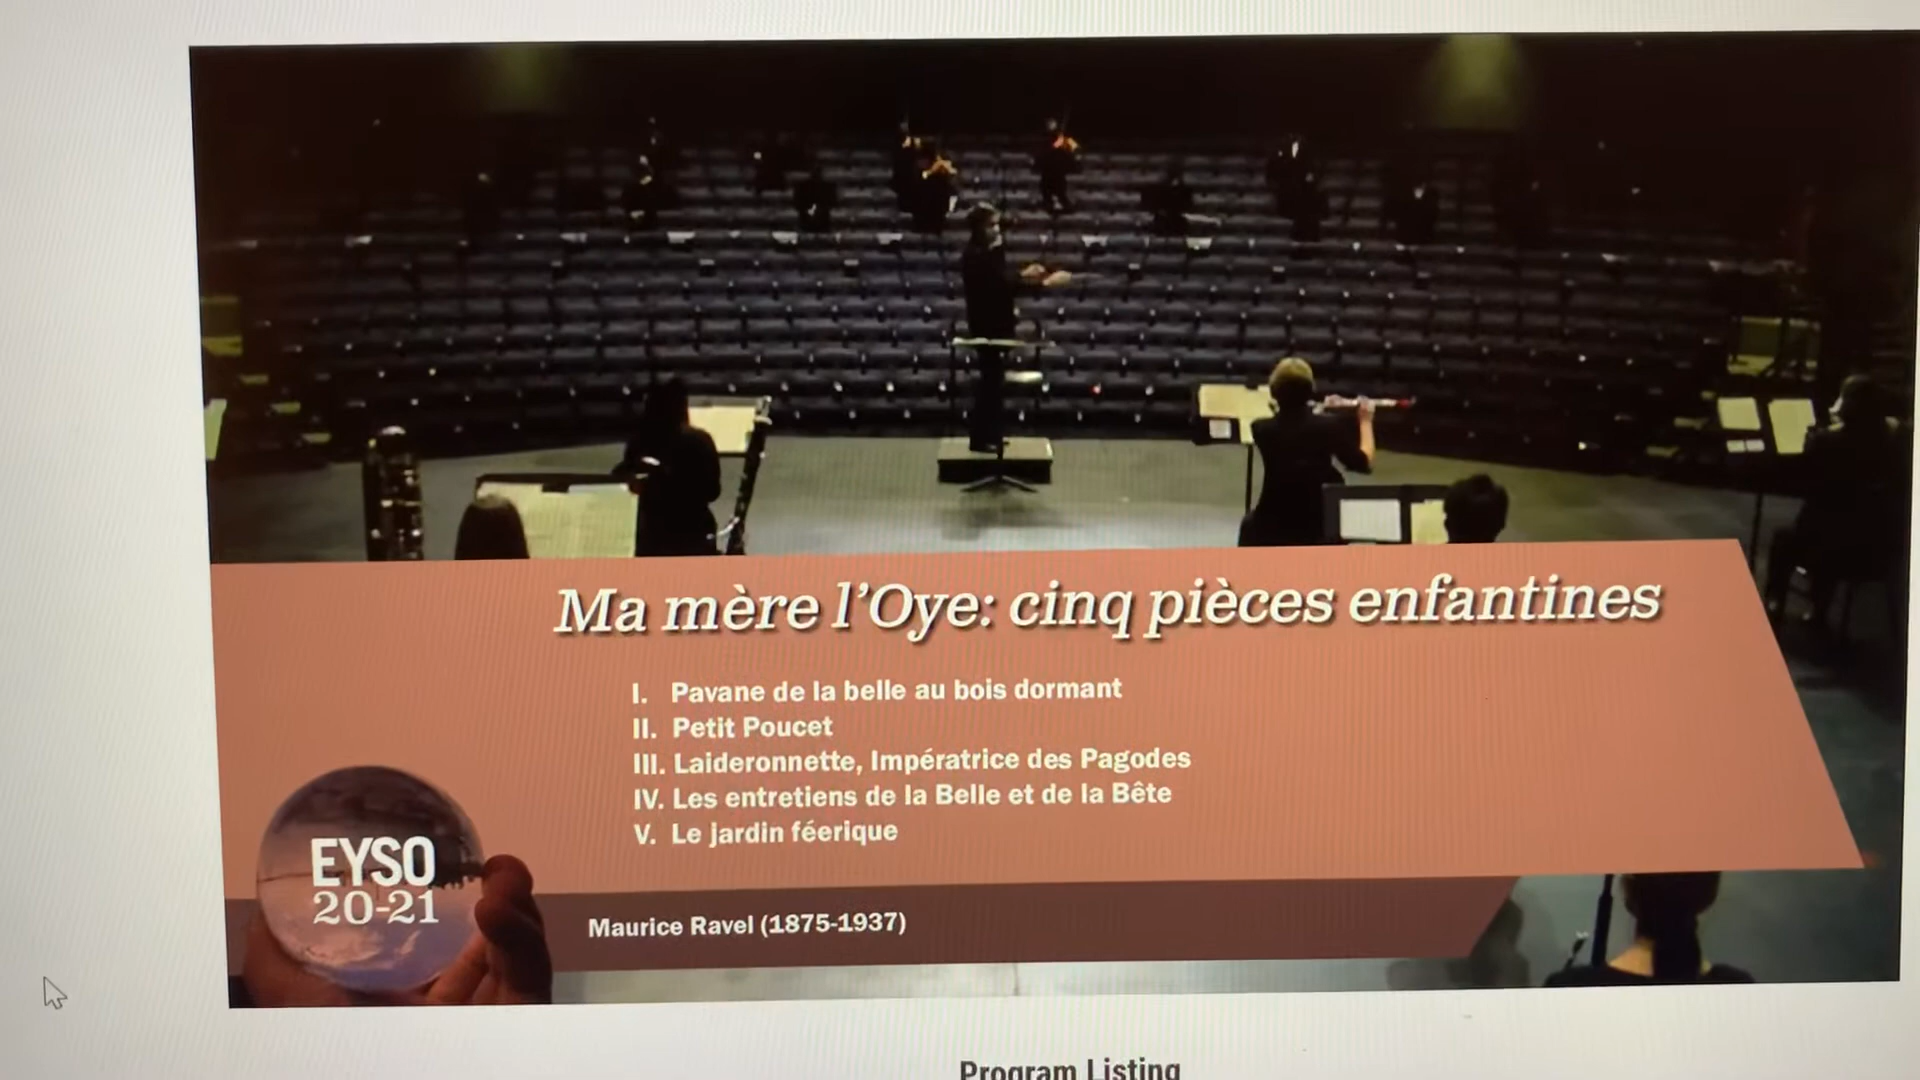 Ma mère l'Oye: cinq pièces enfantines
I. Pavane de la belle au bois dormant
II. Petit Poucet
III. Laideronnette, Impératrice des Pagodes
IV. Les entretiens de la Belle et de la Bête
V. Le jardin féerique
EYSO
20-21
Maurice Ravel (1875-1937)
Program Listing